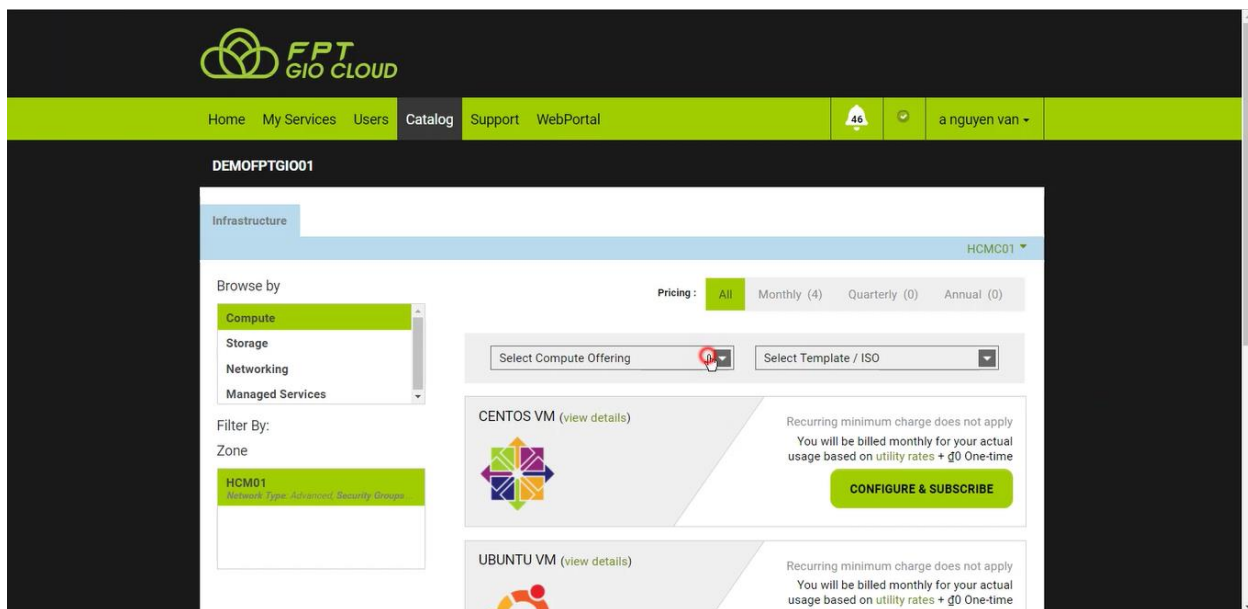 FPT
GIO CLOUD
Home My Services Users Catalog Support WebPortal 46 a nguyen van
DEMOFPTGIO01
Infrastructure
HCMC01
Browse by
Pricing : All Monthly (4) Quarterly (0) Annual (0)
Compute
Storage
Networking
Managed Services
Select Compute Offering
Select Template / ISO
Filter By:
Zone
HCM01
Network Type: Advanced, Security Groups...
CENTOS VM (view details)
Recurring minimum charge does not apply
You will be billed monthly for your actual
usage based on utility rates + ₫0 One-time
CONFIGURE & SUBSCRIBE
UBUNTU VM (view details)
Recurring minimum charge does not apply
You will be billed monthly for your actual
usage based on utility rates + ₫0 One-time